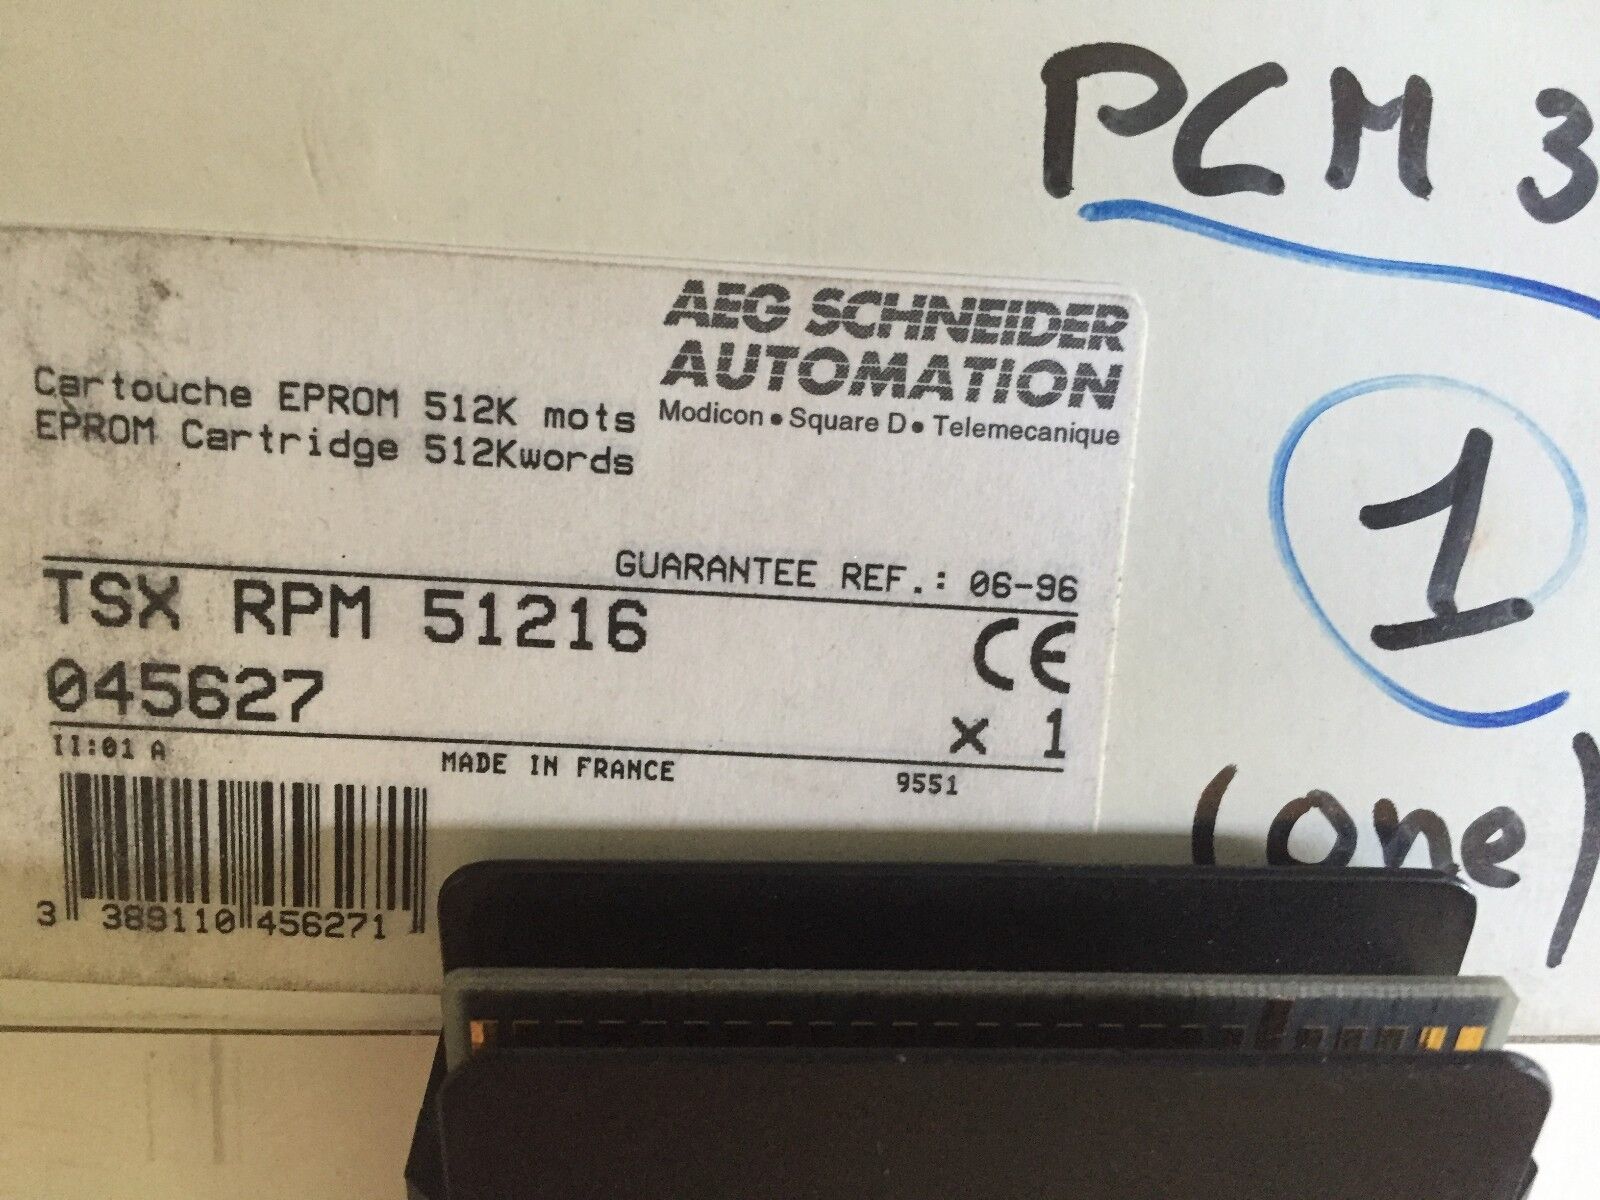 PCM 3
AEG SCHNEIDER
AUTOMATION
Modicon • Square D • Telemecanique
Cartouche EPROM 512K mots
EPROM Cartridge 512Kwords
GUARANTEE REF.: 06-96
TSX RPM 51216
CE
045627
x 1
II:01 A
MADE IN FRANCE
9551
3 389110 456271
1
(one)